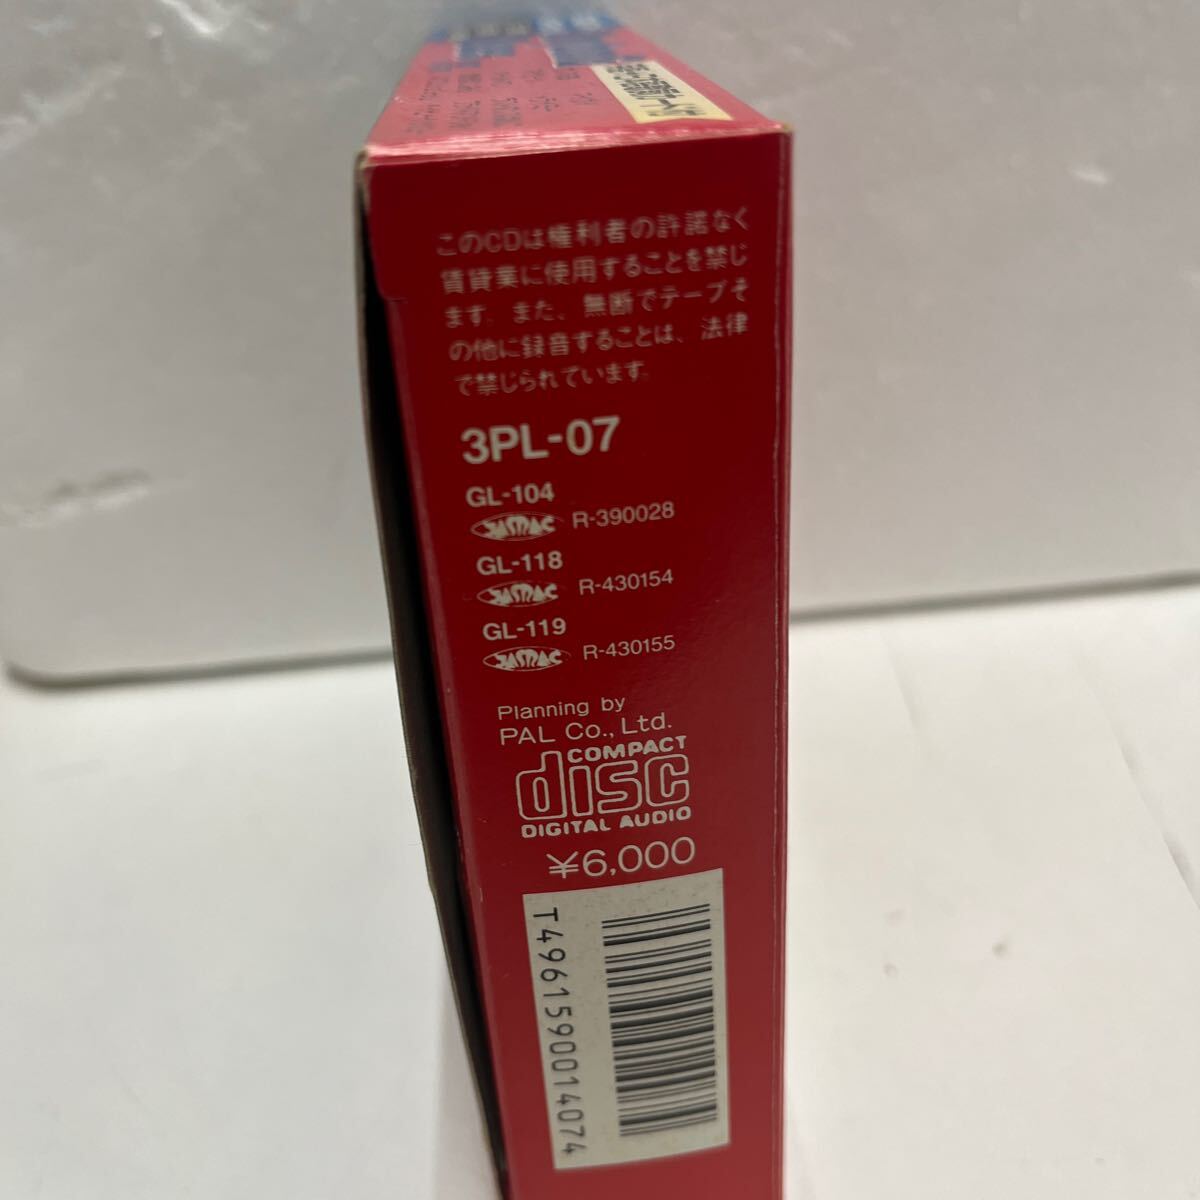 このCDは権利者の許諾なく
賃貸業に使用することを禁じ
ます。また、無断でテープそ
の他に録音することは、法律
で禁じられています。
3PL-07
GL-104
JASRAC R-390028
GL-118
JASRAC R-430154
GL-119
JASRAC R-430155
Planning by
PAL Co., Ltd.
COMPACT
disc
DIGITAL AUDIO
¥6,000
T4961590014074